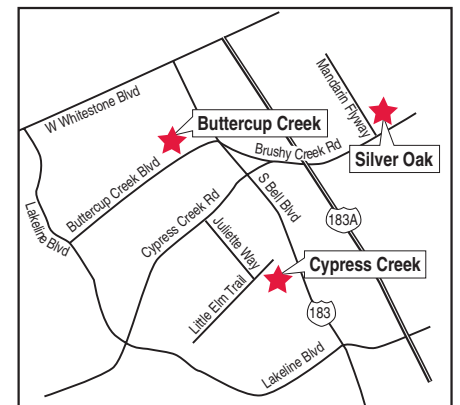 W Whitestone Blvd
Mandarin Flyway
Buttercup Creek
Brushy Creek Rd
Silver Oak
Buttercup Creek Blvd
Lakeline Blvd
Cypress Creek Rd
S Bell Blvd
Juliette Way
183A
Cypress Creek
Little Elm Trail
183
Lakeline Blvd